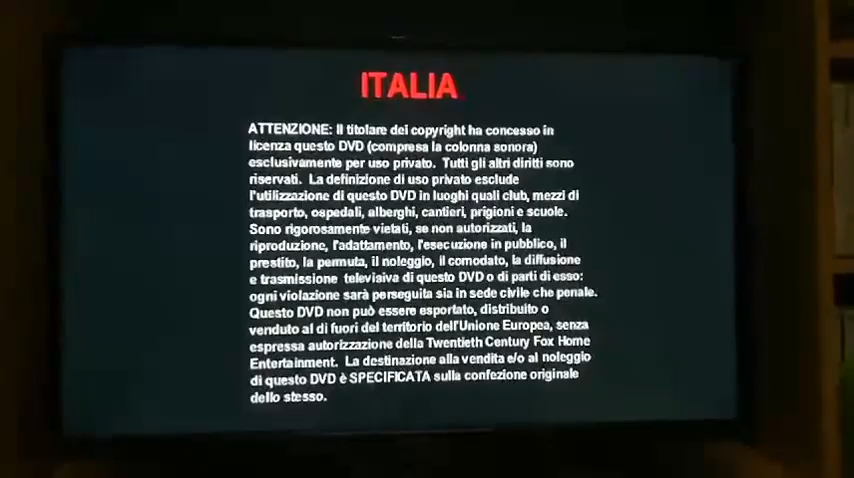 ITALIA
ATTENZIONE: Il titolare dei copyright ha concesso in
licenza questo DVD (compresa la colonna sonora)
esclusivamente per uso privato. Tutti gli altri diritti sono
riservati. La definizione di uso privato esclude
l'utilizzazione di questo DVD in luoghi quali club, mezzi di
trasporto, ospedali, alberghi, cantieri, prigioni e scuole.
Sono rigorosamente vietati, se non autorizzati, la
riproduzione, l'adattamento, l'esecuzione in pubblico, il
prestito, la permuta, il noleggio, il comodato, la diffusione
e trasmissione televisiva di questo DVD o di parti di esso:
ogni violazione sarà perseguita sia in sede civile che penale.
Questo DVD non può essere esportato, distribuito o
venduto al di fuori del territorio dell'Unione Europea, senza
espressa autorizzazione della Twentieth Century Fox Home
Entertainment. La destinazione alla vendita e/o al noleggio
di questo DVD è SPECIFICATA sulla confezione originale
dello stesso.